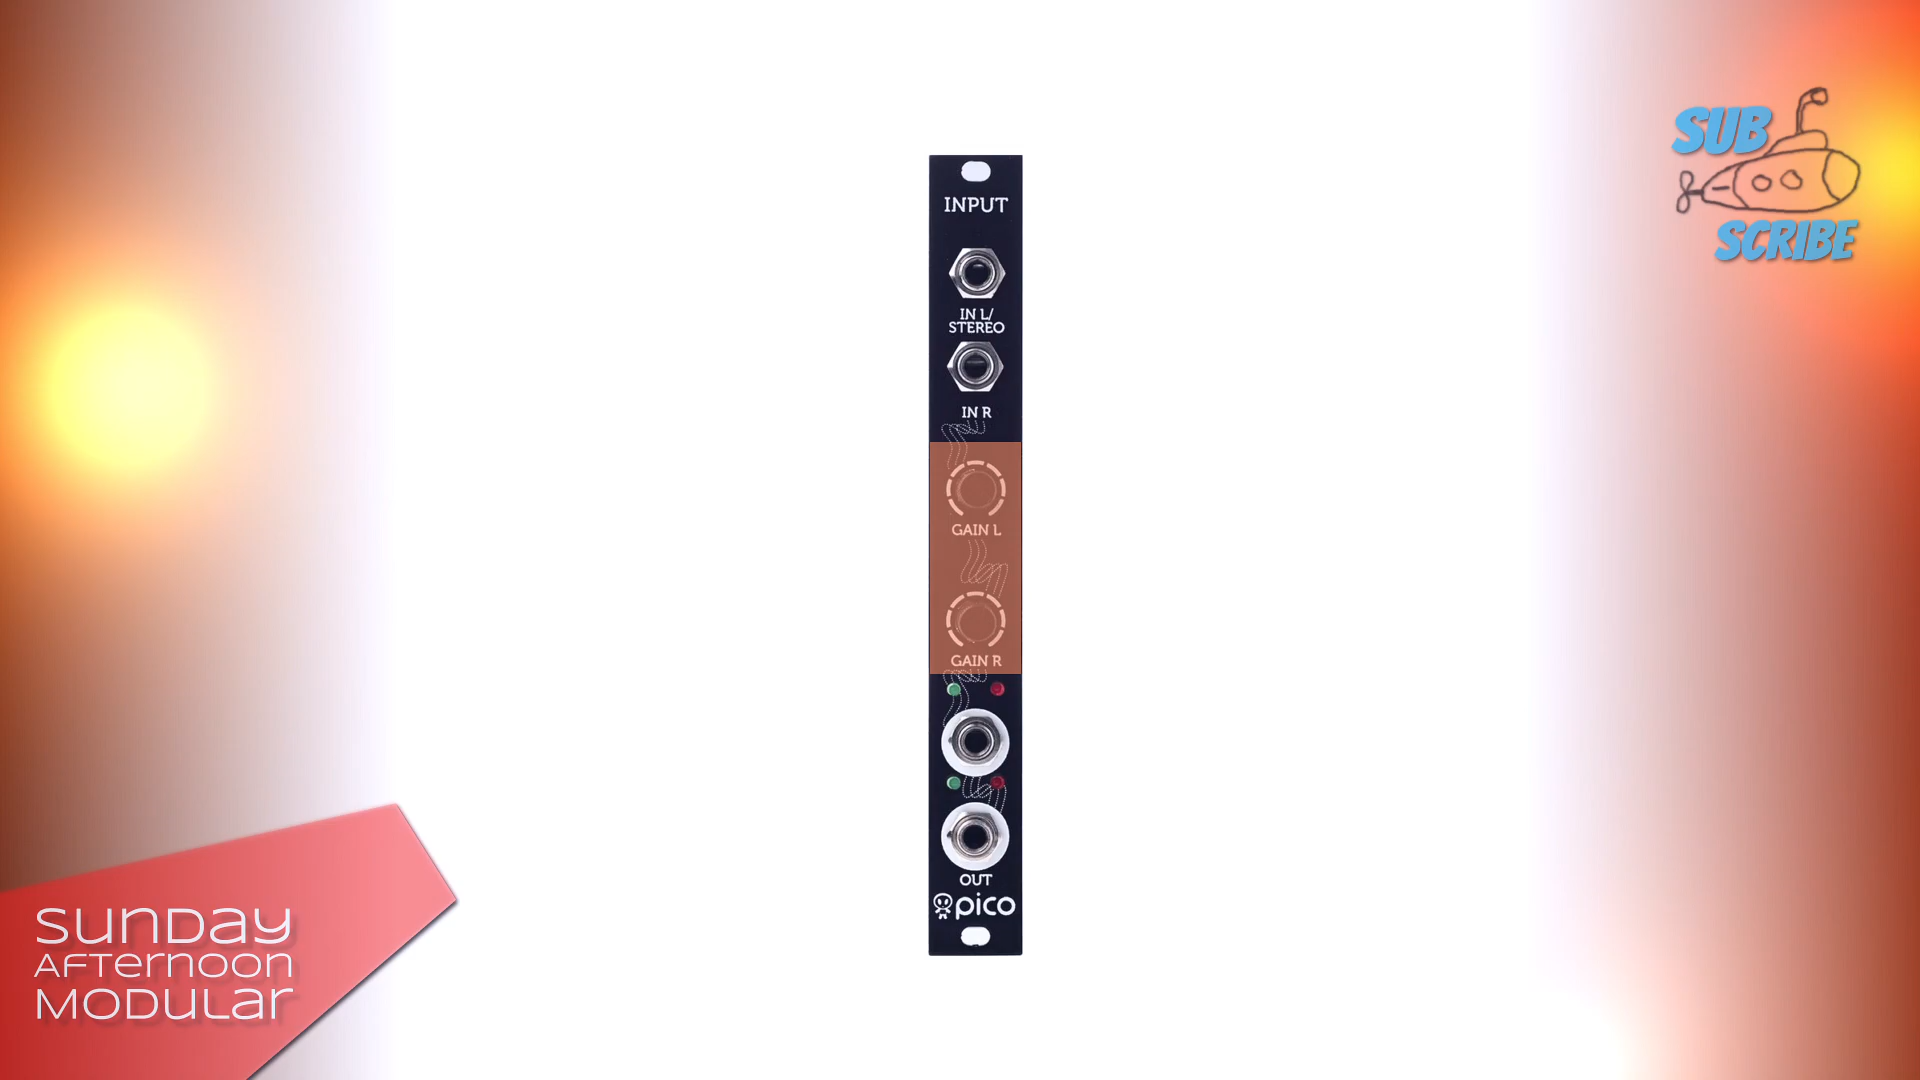 SUB
SCRIBE
INPUT
IN L/
STEREO
IN R
GAIN L
GAIN R
OUT
pico
Sunday
Afternoon
Modular